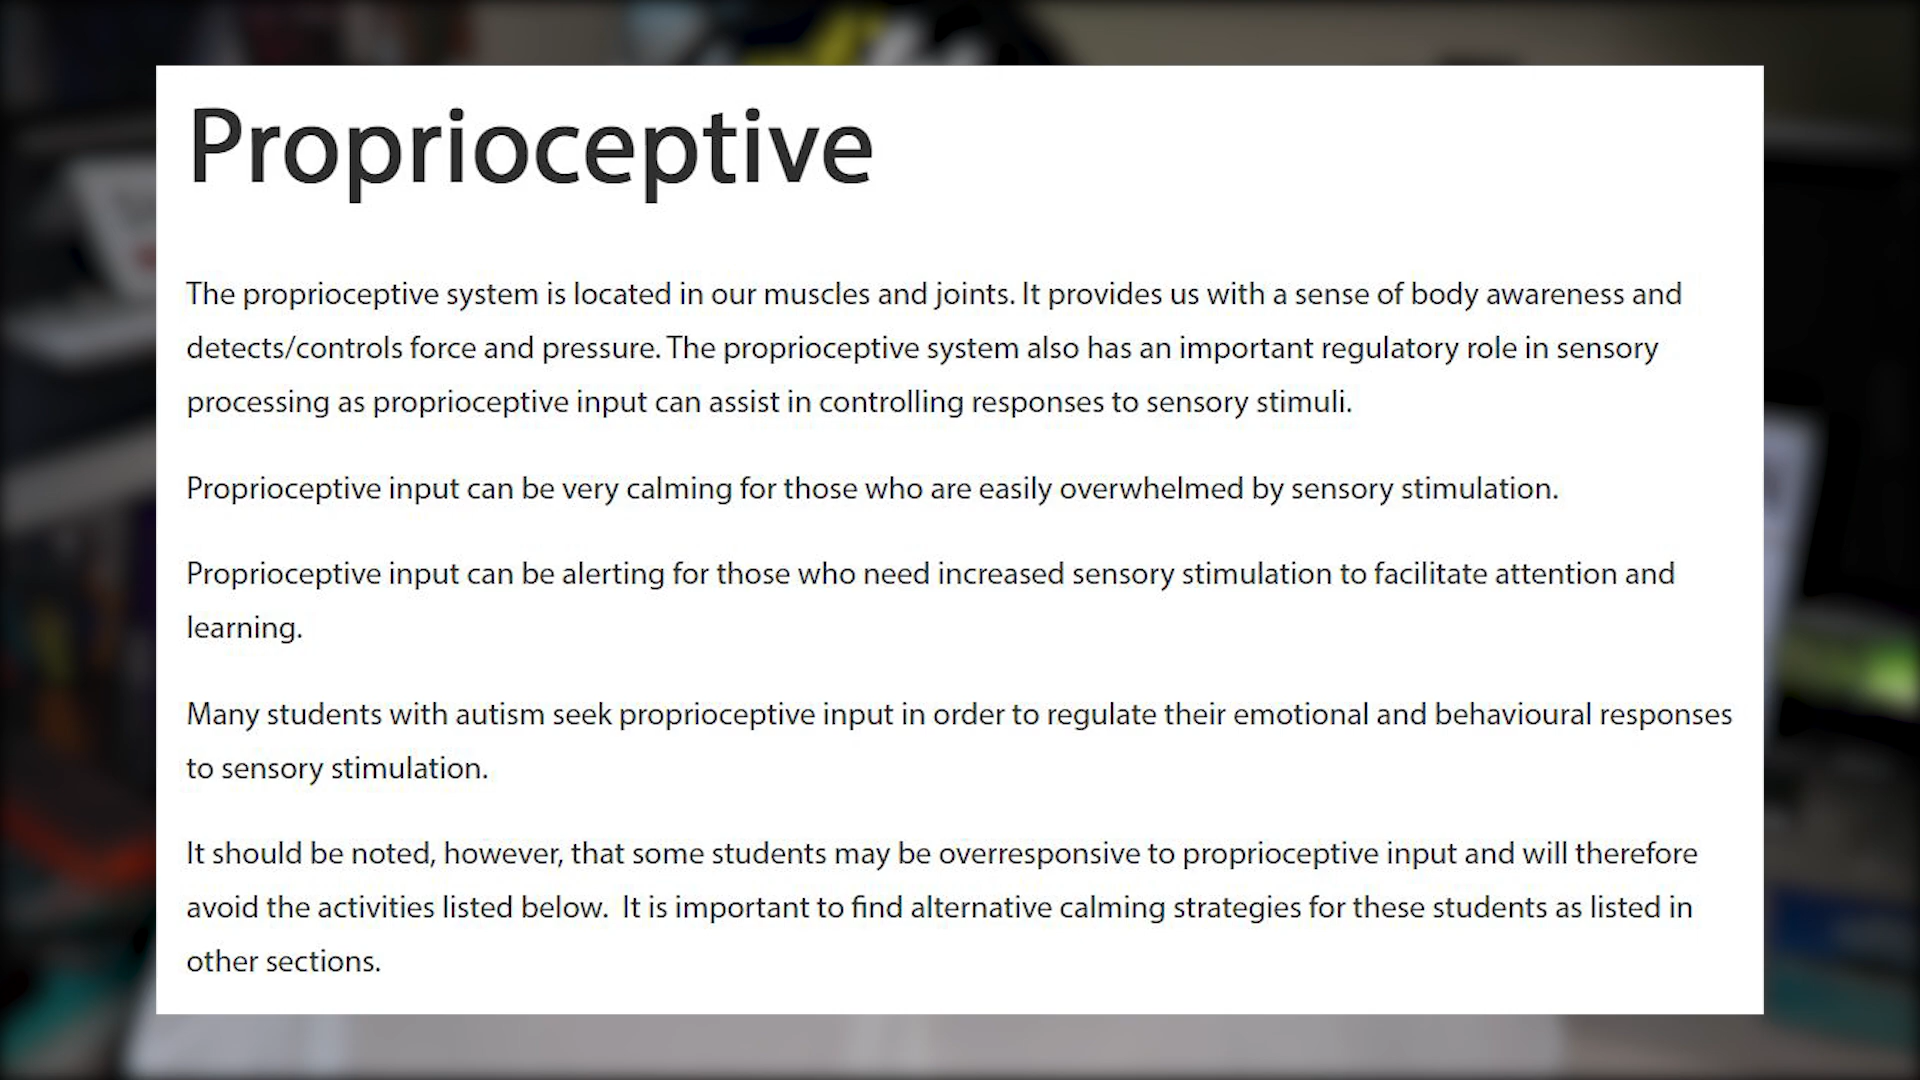 Proprioceptive
The proprioceptive system is located in our muscles and joints. It provides us with a sense of body awareness and
detects/controls force and pressure. The proprioceptive system also has an important regulatory role in sensory
processing as proprioceptive input can assist in controlling responses to sensory stimuli.
Proprioceptive input can be very calming for those who are easily overwhelmed by sensory stimulation.
Proprioceptive input can be alerting for those who need increased sensory stimulation to facilitate attention and
learning.
Many students with autism seek proprioceptive input in order to regulate their emotional and behavioural responses
to sensory stimulation.
It should be noted, however, that some students may be overresponsive to proprioceptive input and will therefore
avoid the activities listed below.  It is important to find alternative calming strategies for these students as listed in
other sections.